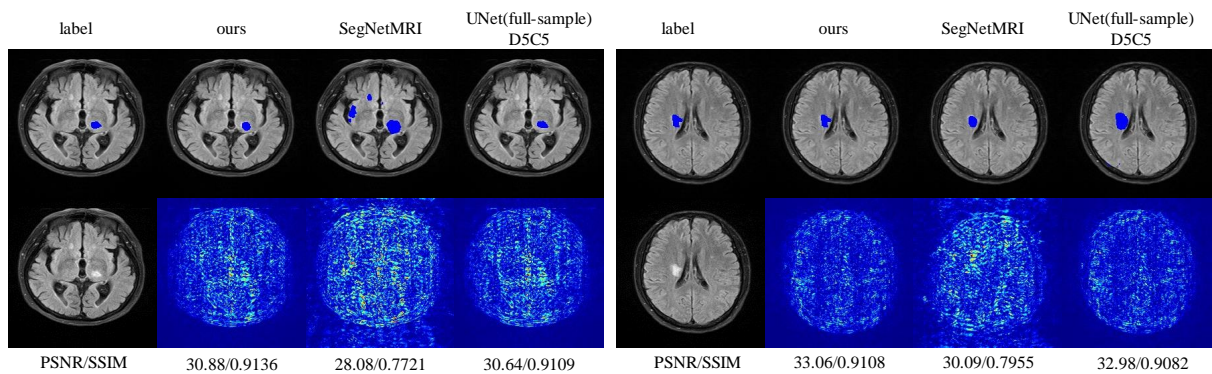 label ours SegNetMRI UNet(full-sample) D5C5
PSNR/SSIM 30.88/0.9136 28.08/0.7721 30.64/0.9109
label ours SegNetMRI UNet(full-sample) D5C5
PSNR/SSIM 33.06/0.9108 30.09/0.7955 32.98/0.9082